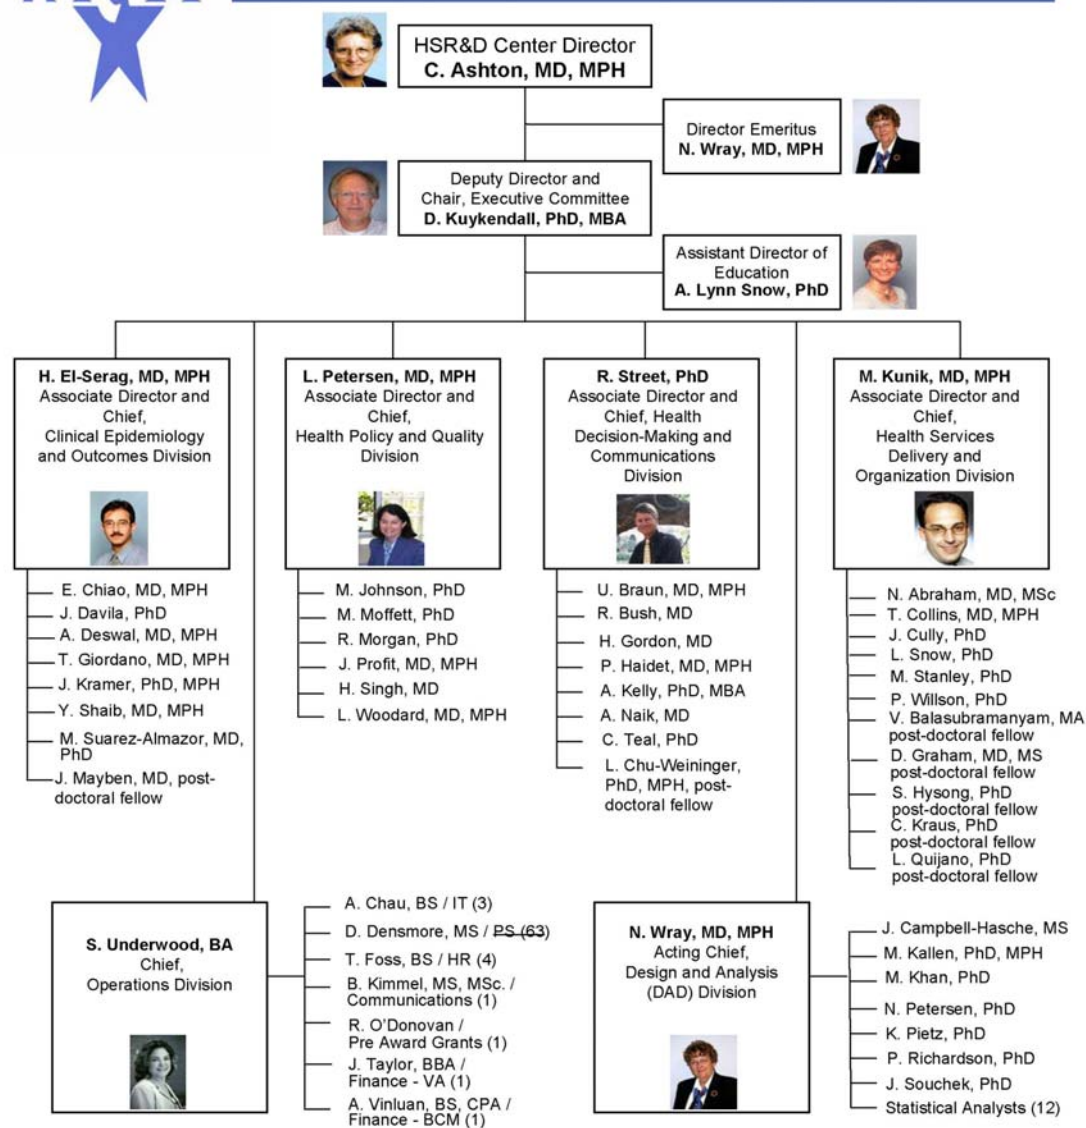 HSR&D Center Director
C. Ashton, MD, MPH
Director Emeritus
N. Wray, MD, MPH
Deputy Director and
Chair, Executive Committee
D. Kuykendall, PhD, MBA
Assistant Director of
Education
A. Lynn Snow, PhD
H. El-Serag, MD, MPH
Associate Director and
Chief,
Clinical Epidemiology
and Outcomes Division
L. Petersen, MD, MPH
Associate Director and
Chief,
Health Policy and Quality
Division
R. Street, PhD
Associate Director and
Chief, Health
Decision-Making and
Communications
Division
M. Kunik, MD, MPH
Associate Director and
Chief,
Health Services
Delivery and
Organization Division
E. Chiao, MD, MPH
J. Davila, PhD
A. Deswal, MD, MPH
T. Giordano, MD, MPH
J. Kramer, PhD, MPH
Y. Shaib, MD, MPH
M. Suarez-Almazor, MD,
PhD
J. Mayben, MD, post-
doctoral fellow
M. Johnson, PhD
M. Moffett, PhD
R. Morgan, PhD
J. Profit, MD, MPH
H. Singh, MD
L. Woodard, MD, MPH
U. Braun, MD, MPH
R. Bush, MD
H. Gordon, MD
P. Haidet, MD, MPH
A. Kelly, PhD, MBA
A. Naik, MD
C. Teal, PhD
L. Chu-Weininger,
PhD, MPH, post-
doctoral fellow
N. Abraham, MD, MSc
T. Collins, MD, MPH
J. Cully, PhD
L. Snow, PhD
M. Stanley, PhD
P. Willson, PhD
V. Balasubramanyam, MA
post-doctoral fellow
D. Graham, MD, MS
post-doctoral fellow
S. Hysong, PhD
post-doctoral fellow
C. Kraus, PhD
post-doctoral fellow
L. Quijano, PhD
post-doctoral fellow
S. Underwood, BA
Chief,
Operations Division
A. Chau, BS / IT (3)
D. Densmore, MS / PS (63)
T. Foss, BS / HR (4)
B. Kimmel, MS, MSc. /
Communications (1)
R. O'Donovan /
Pre Award Grants (1)
J. Taylor, BBA /
Finance - VA (1)
A. Vinluan, BS, CPA /
Finance - BCM (1)
N. Wray, MD, MPH
Acting Chief,
Design and Analysis
(DAD) Division
J. Campbell-Hasche, MS
M. Kallen, PhD, MPH
M. Khan, PhD
N. Petersen, PhD
K. Pietz, PhD
P. Richardson, PhD
J. Souchek, PhD
Statistical Analysts (12)